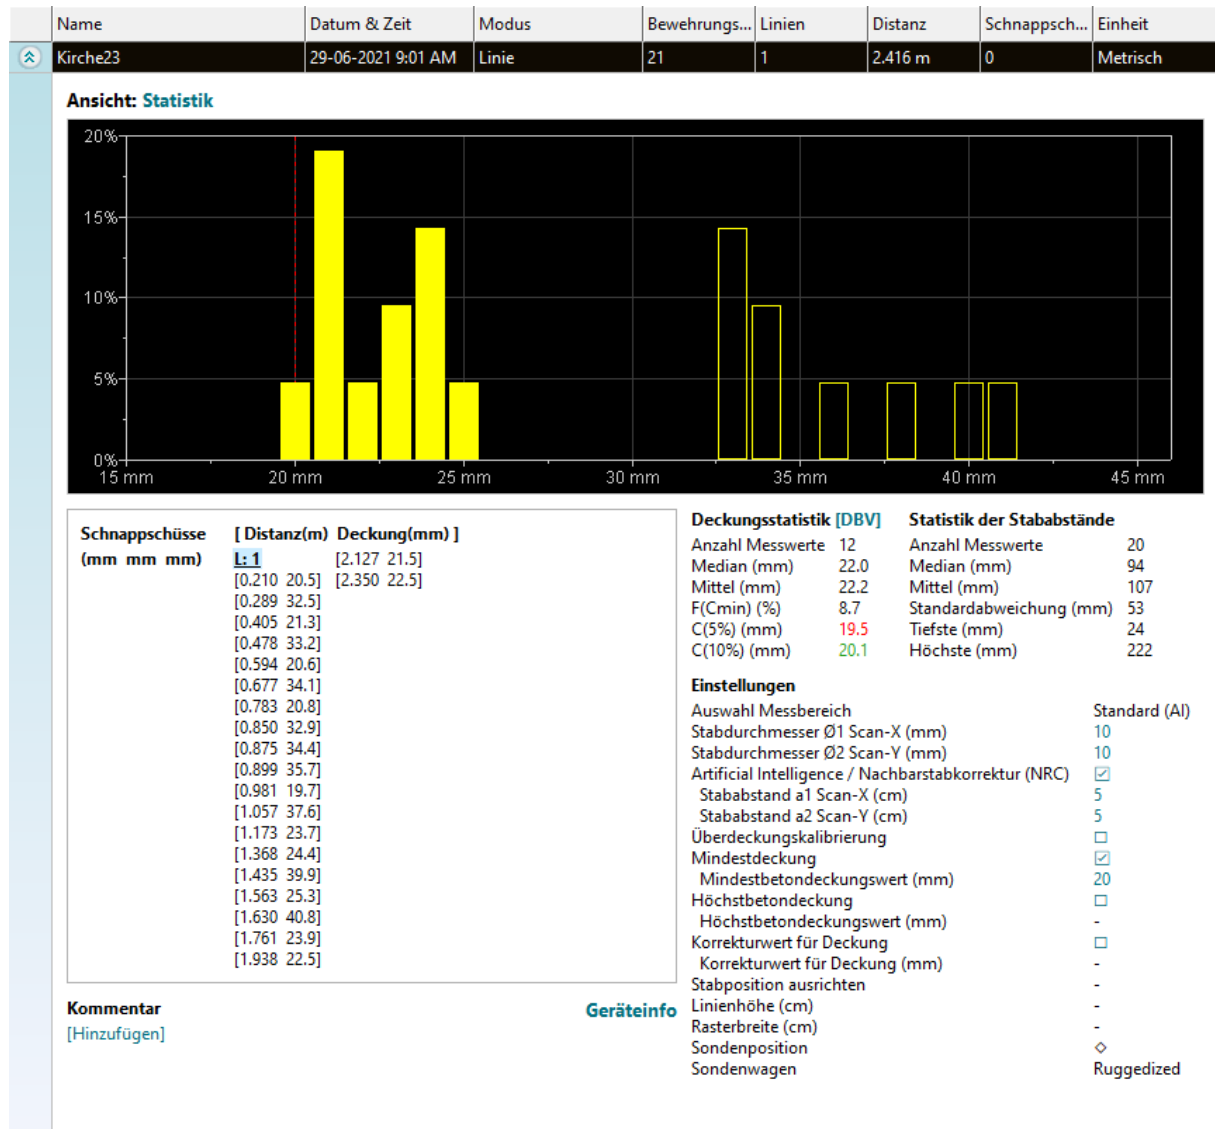 Name Datum & Zeit Modus Bewehrungs... Linien Distanz Schnappsch... Einheit
Kirche23 29-06-2021 9:01 AM Linie 21 1 2.416 m 0 Metrisch
Ansicht: Statistik
20%
15%
10%
5%
0%
15 mm 20 mm 25 mm 30 mm 35 mm 40 mm 45 mm
Schnappschüsse
(mm mm mm)
[ Distanz(m) Deckung(mm) ]
L: 1
[0.210 20.5]
[0.289 32.5]
[0.405 21.3]
[0.478 33.2]
[0.594 20.6]
[0.677 34.1]
[0.783 20.8]
[0.850 32.9]
[0.875 34.4]
[0.899 35.7]
[0.981 19.7]
[1.057 37.6]
[1.173 23.7]
[1.368 24.4]
[1.435 39.9]
[1.563 25.3]
[1.630 40.8]
[1.761 23.9]
[1.938 22.5]
[2.127 21.5]
[2.350 22.5]
Kommentar
[Hinzufügen]
Geräteinfo
Deckungsstatistik [DBV]
Anzahl Messwerte 12
Median (mm) 22.0
Mittel (mm) 22.2
F(Cmin) (%) 8.7
C(5%) (mm) 19.5
C(10%) (mm) 20.1
Statistik der Stababstände
Anzahl Messwerte 20
Median (mm) 94
Mittel (mm) 107
Standardabweichung (mm) 53
Tiefste (mm) 24
Höchste (mm) 222
Einstellungen
Auswahl Messbereich Standard (AI)
Stabdurchmesser Ø1 Scan-X (mm) 10
Stabdurchmesser Ø2 Scan-Y (mm) 10
Artificial Intelligence / Nachbarstabkorrektur (NRC)
Stababstand a1 Scan-X (cm) 5
Stababstand a2 Scan-Y (cm) 5
Überdeckungskalibrierung
Mindestdeckung
Mindestbetondeckungswert (mm) 20
Höchstbetondeckung
Höchstbetondeckungswert (mm) -
Korrekturwert für Deckung
Korrekturwert für Deckung (mm) -
Stabposition ausrichten -
Linienhöhe (cm) -
Rasterbreite (cm) -
Sondenposition
Sondenwagen Ruggedized